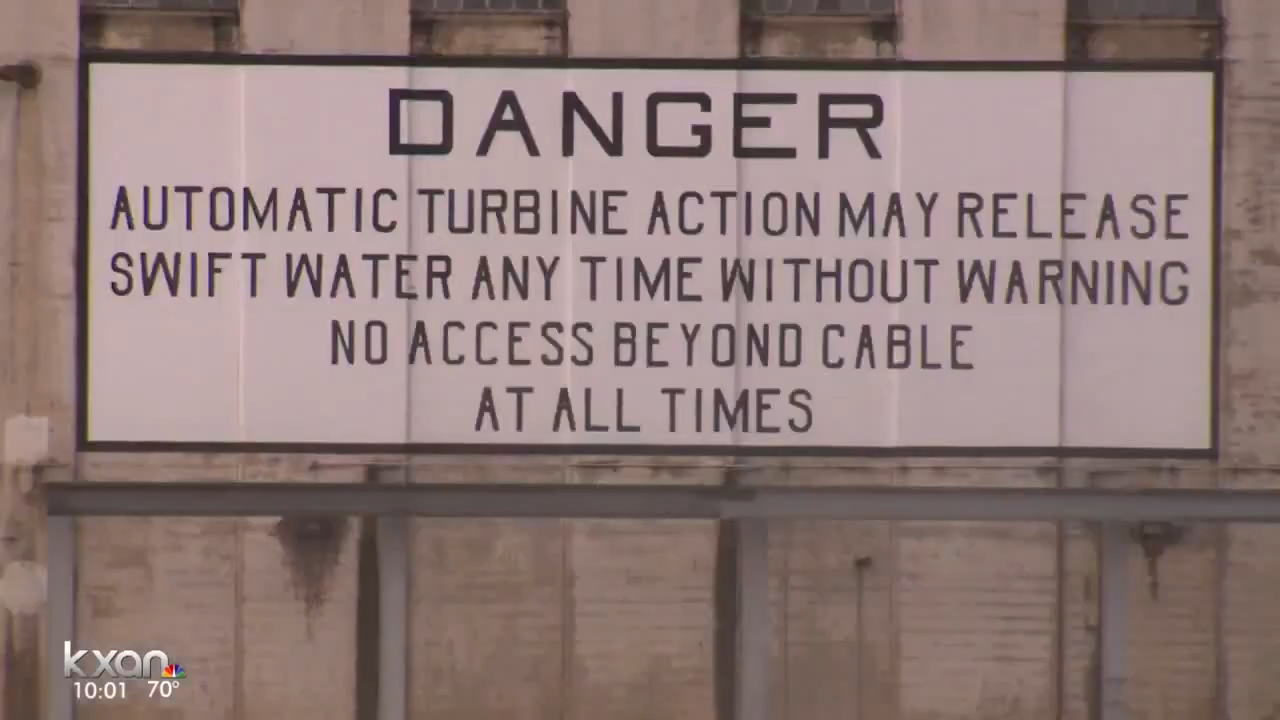 DANGER
AUTOMATIC TURBINE ACTION MAY RELEASE
SWIFT WATER ANY TIME WITHOUT WARNING
NO ACCESS BEYOND CABLE
AT ALL TIMES
kxan
10:01 70°